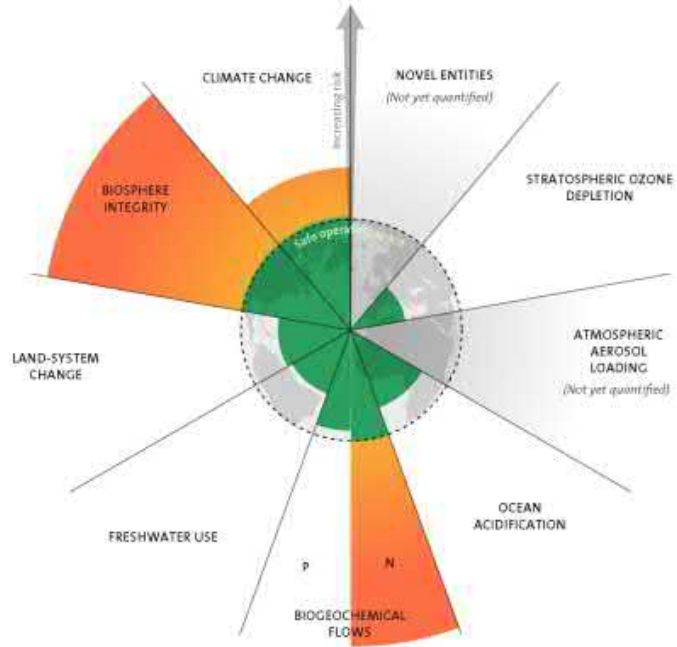 CLIMATE CHANGE
Increasing risk
NOVEL ENTITIES
(Not yet quantified)
STRATOSPHERIC OZONE
DEPLETION
BIOSPHERE
INTEGRITY
Safe operating
ATMOSPHERIC
AEROSOL
LOADING
(Not yet quantified)
LAND-SYSTEM
CHANGE
OCEAN
ACIDIFICATION
FRESHWATER USE
P
N
BIOGEOCHEMICAL
FLOWS